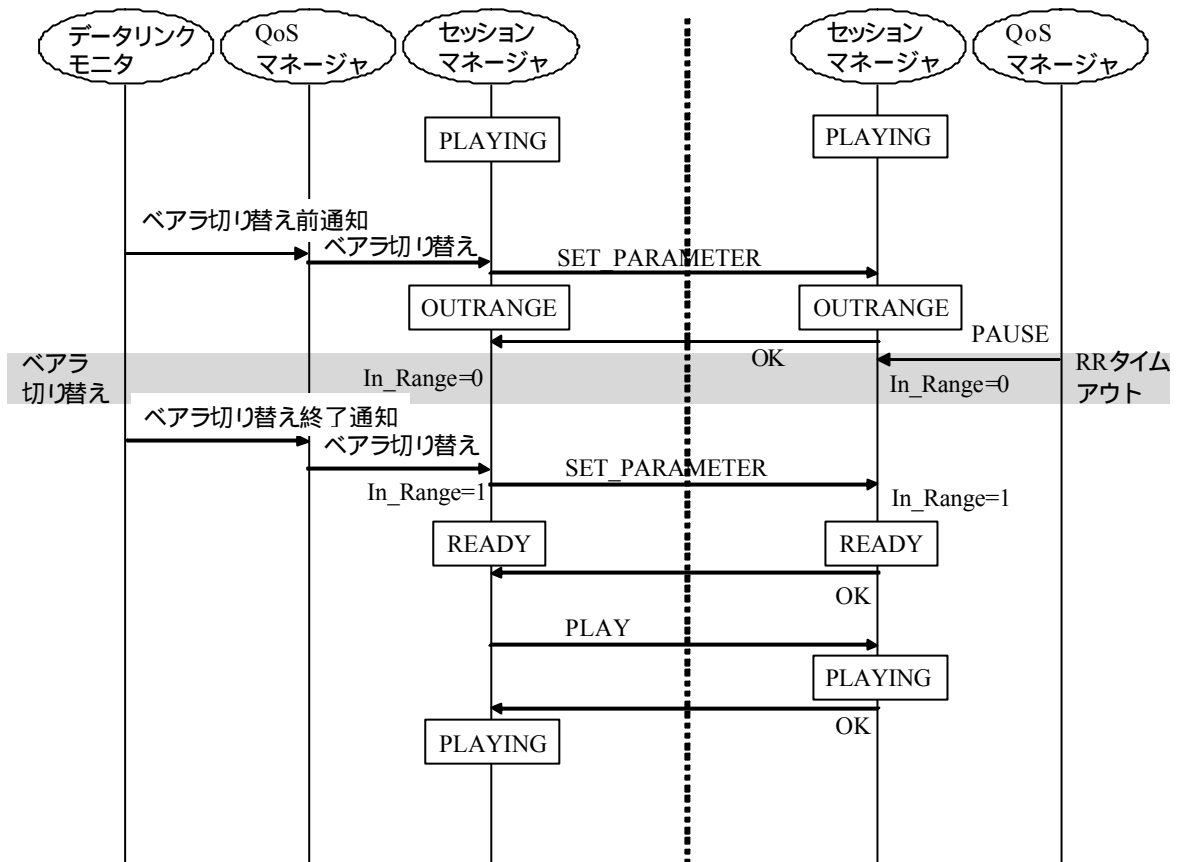 データリンク
モニタ
QoS
マネージャ
セッション
マネージャ
セッション
マネージャ
QoS
マネージャ
PLAYING
PLAYING
ベアラ切り替え前通知
ベアラ切り替え
SET_PARAMETER
OUTRANGE
OUTRANGE
PAUSE
OK
ベアラ
切り替え
In_Range=0
In_Range=0
RRタイム
アウト
ベアラ切り替え終了通知
ベアラ切り替え
SET_PARAMETER
In_Range=1
In_Range=1
READY
READY
OK
PLAY
PLAYING
OK
PLAYING